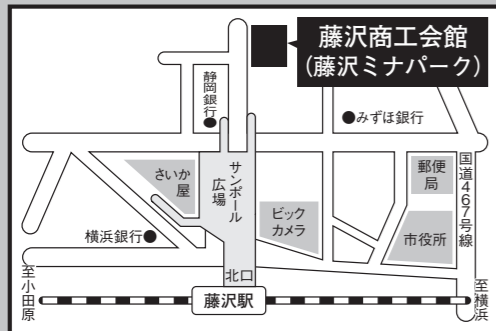 藤沢商工会館
(藤沢ミナパーク)
静岡銀行
みずほ銀行
さいか
屋
サンポール
広場
ビック
カメラ
郵便
局
国道467号線
市役所
横浜銀行
北口
至小田原
藤沢駅
至横浜